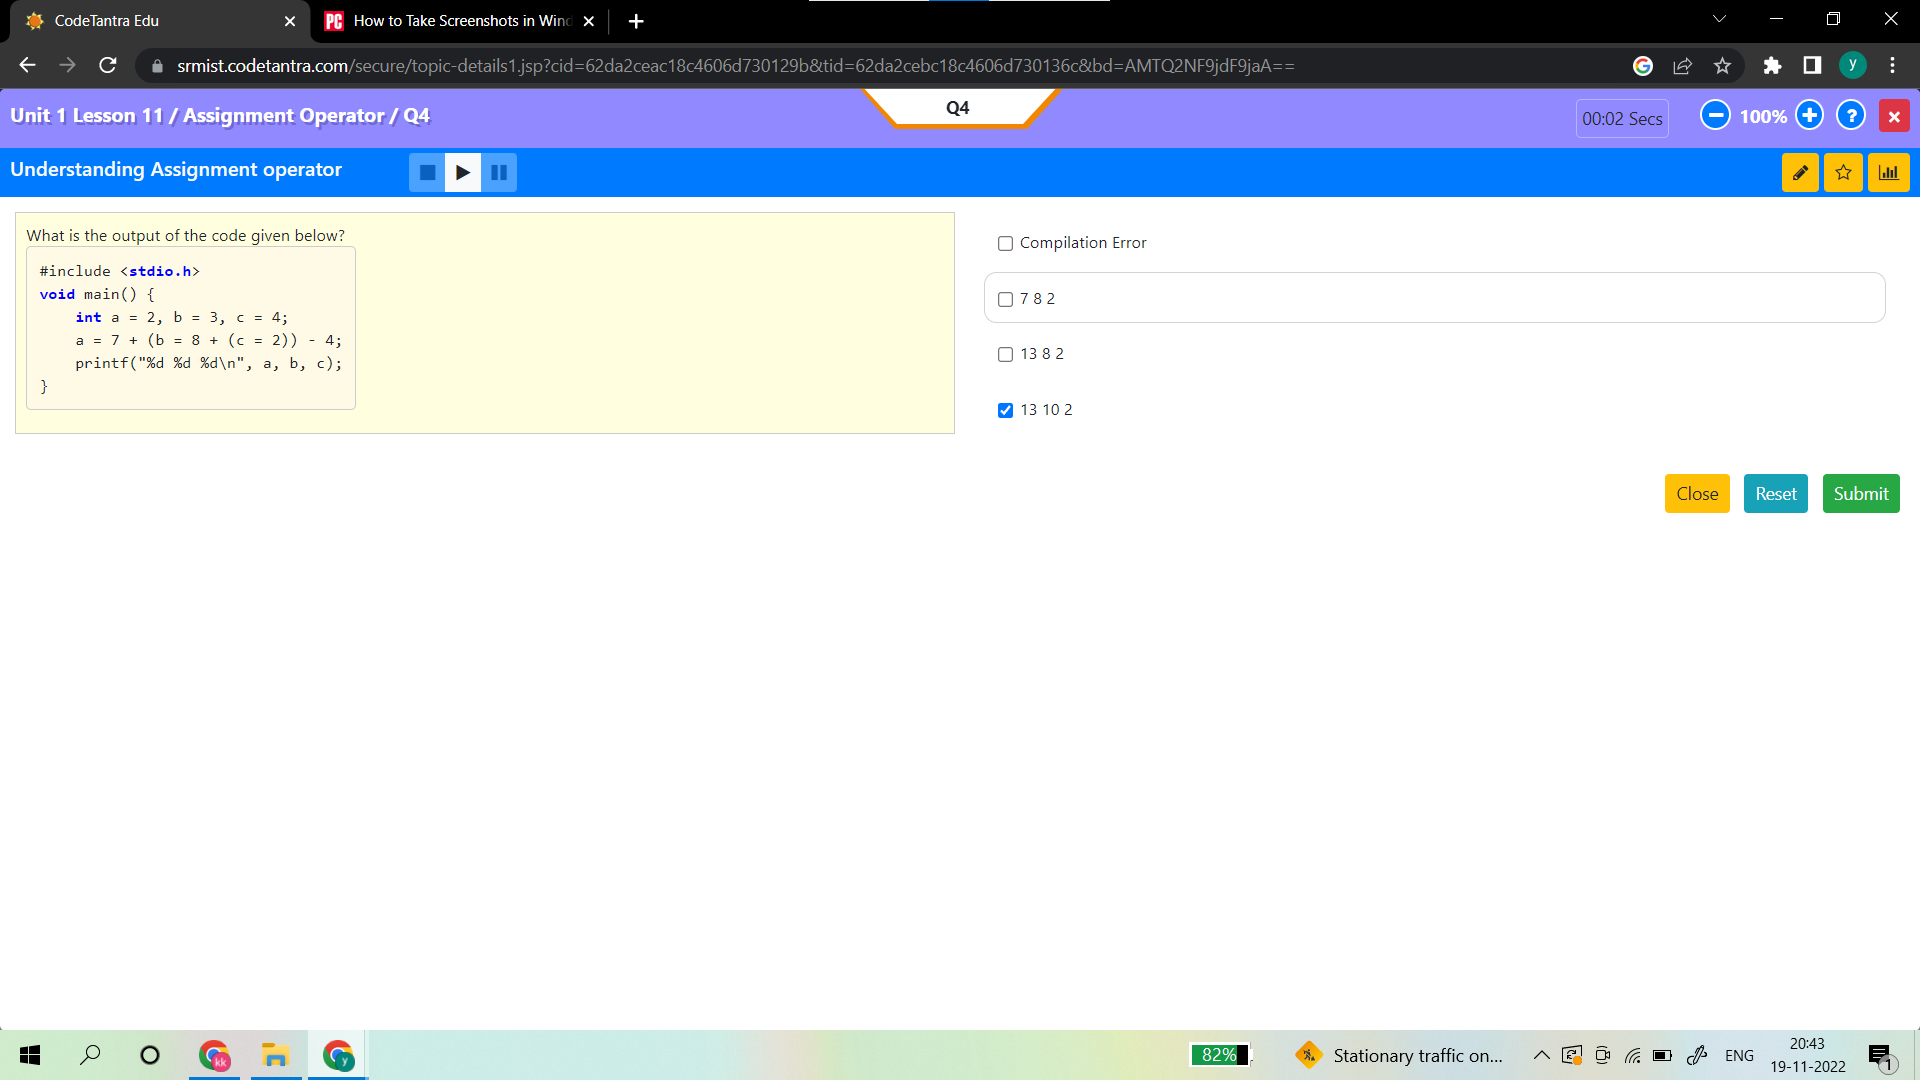 CodeTantra Edu
PC How to Take Screenshots in Wind
srmist.codetantra.com/secure/topic-details1.jsp?cid=62da2ceac18c4606d730129b&tid=62da2cebc18c4606d730136c&bd=AMTQ2NF9jdF9jaA==
y
Unit 1 Lesson 11 / Assignment Operator / Q4
Q4
00:02 Secs
100%
?
Understanding Assignment operator
What is the output of the code given below?
#include <stdio.h>
void main() {
int a = 2, b = 3, c = 4;
a = 7 + (b = 8 + (c = 2)) - 4;
printf("%d %d %d\n", a, b, c);
}
Compilation Error
7 8 2
13 8 2
13 10 2
Close
Reset
Submit
kk
y
82%
Stationary traffic on...
ENG
20:43
19-11-2022
1